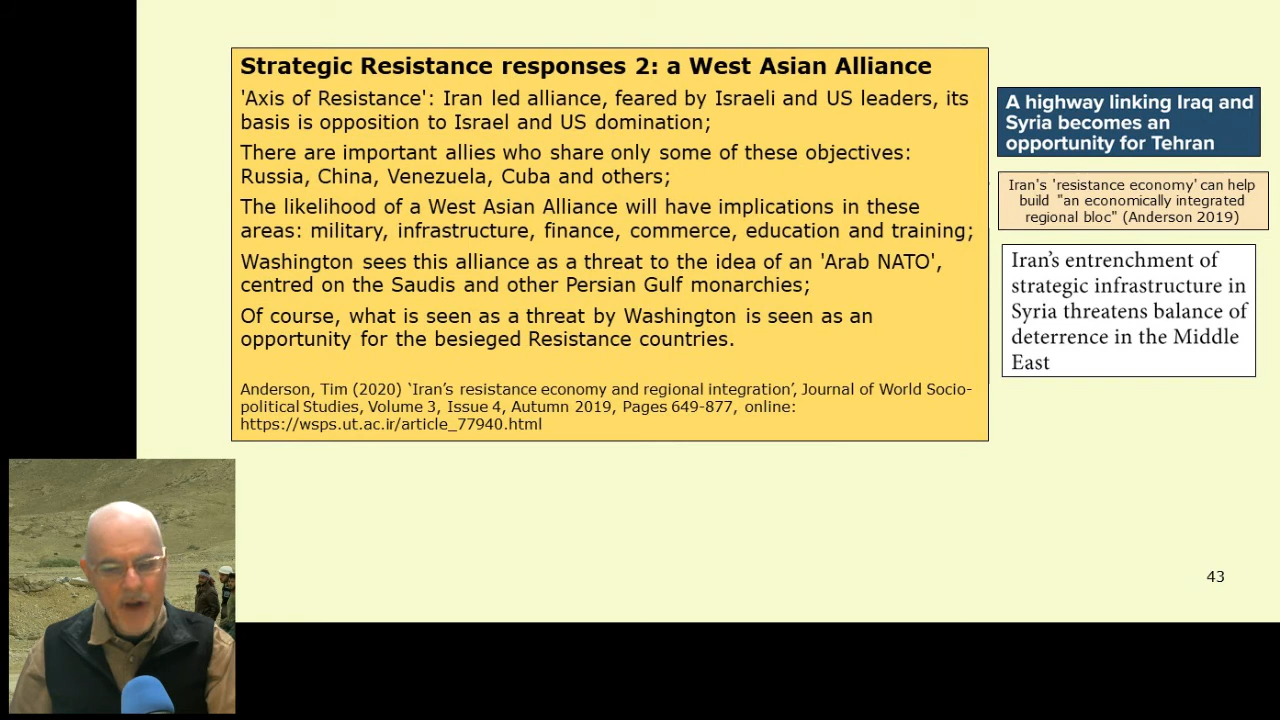 Strategic Resistance responses 2: a West Asian Alliance
'Axis of Resistance': Iran led alliance, feared by Israeli and US leaders, its
basis is opposition to Israel and US domination;
There are important allies who share only some of these objectives:
Russia, China, Venezuela, Cuba and others;
The likelihood of a West Asian Alliance will have implications in these
areas: military, infrastructure, finance, commerce, education and training;
Washington sees this alliance as a threat to the idea of an 'Arab NATO',
centred on the Saudis and other Persian Gulf monarchies;
Of course, what is seen as a threat by Washington is seen as an
opportunity for the besieged Resistance countries.
Anderson, Tim (2020) ‘Iran’s resistance economy and regional integration’, Journal of World Socio-
political Studies, Volume 3, Issue 4, Autumn 2019, Pages 649-877, online:
https://wsps.ut.ac.ir/article_77940.html
A highway linking Iraq and
Syria becomes an
opportunity for Tehran
Iran's 'resistance economy' can help
build "an economically integrated
regional bloc" (Anderson 2019)
Iran’s entrenchment of
strategic infrastructure in
Syria threatens balance of
deterrence in the Middle
East
43